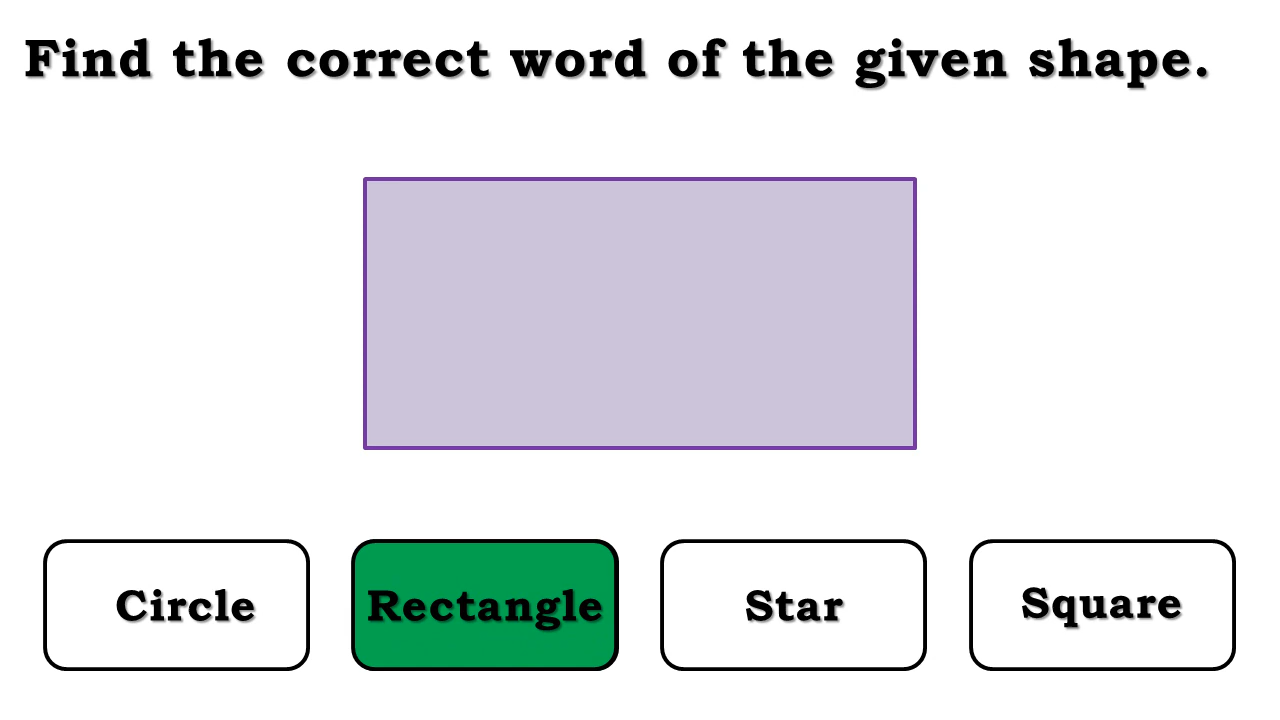 Find the correct word of the given shape.
Circle
Rectangle
Star
Square